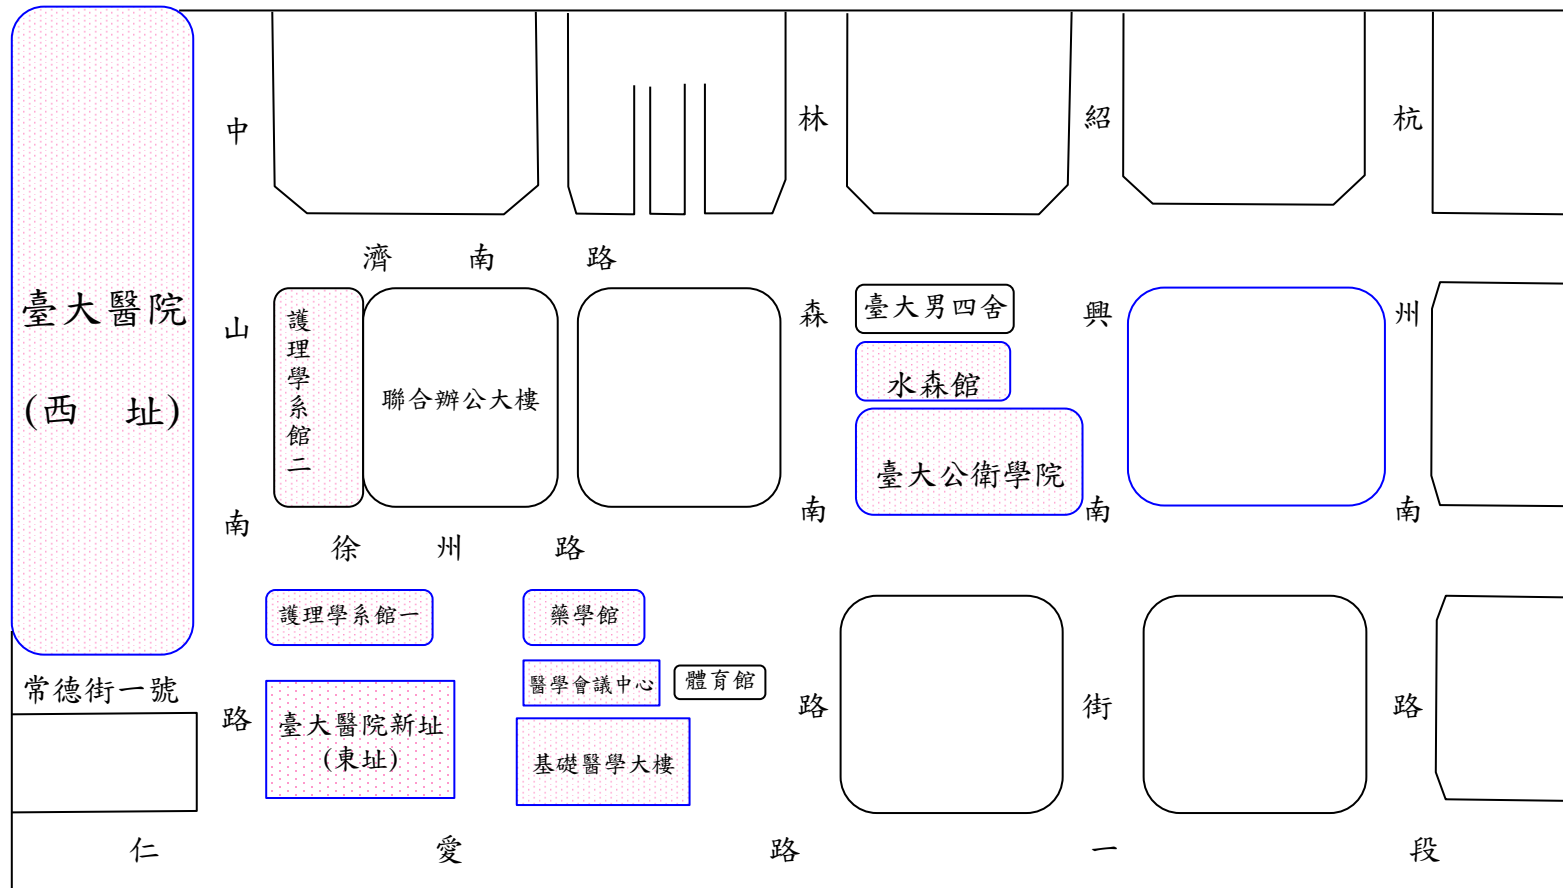 臺大醫院
(西 址)
常德街一號
中山南路
濟南路
護理學系館二
聯合辦公大樓
徐州路
護理學系館一
藥學館
醫學會議中心
體育館
臺大醫院新址
(東址)
基礎醫學大樓
林森南路
臺大男四舍
水森館
臺大公衛學院
紹興南街
杭州南路
仁愛路一段